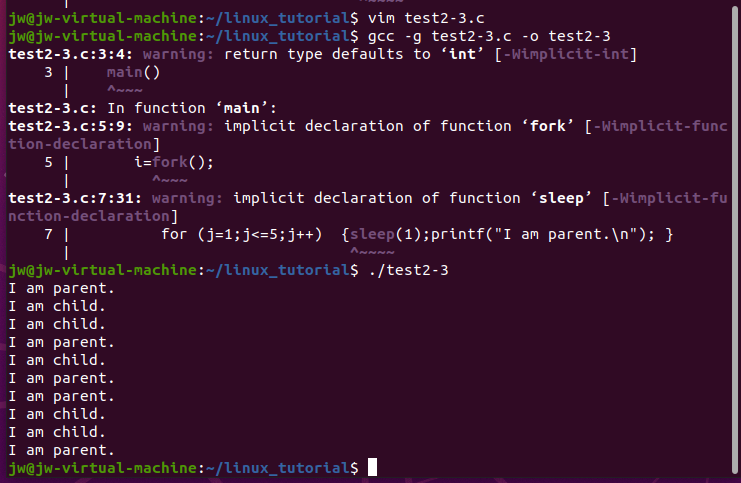 jw@jw-virtual-machine:~/linux_tutorial$ vim test2-3.c
jw@jw-virtual-machine:~/linux_tutorial$ gcc -g test2-3.c -o test2-3
test2-3.c:3:4: warning: return type defaults to ‘int’ [-Wimplicit-int]
    3 |    main()
      |    ^~~~
test2-3.c: In function ‘main’:
test2-3.c:5:9: warning: implicit declaration of function ‘fork’ [-Wimplicit-func
tion-declaration]
    5 |       i=fork();
      |         ^~~~
test2-3.c:7:31: warning: implicit declaration of function ‘sleep’ [-Wimplicit-fu
nction-declaration]
    7 |          for (j=1;j<=5;j++)  {sleep(1);printf("I am parent.\n"); }
      |                               ^~~~~
jw@jw-virtual-machine:~/linux_tutorial$ ./test2-3
I am parent.
I am child.
I am child.
I am parent.
I am child.
I am parent.
I am parent.
I am child.
I am child.
I am parent.
jw@jw-virtual-machine:~/linux_tutorial$